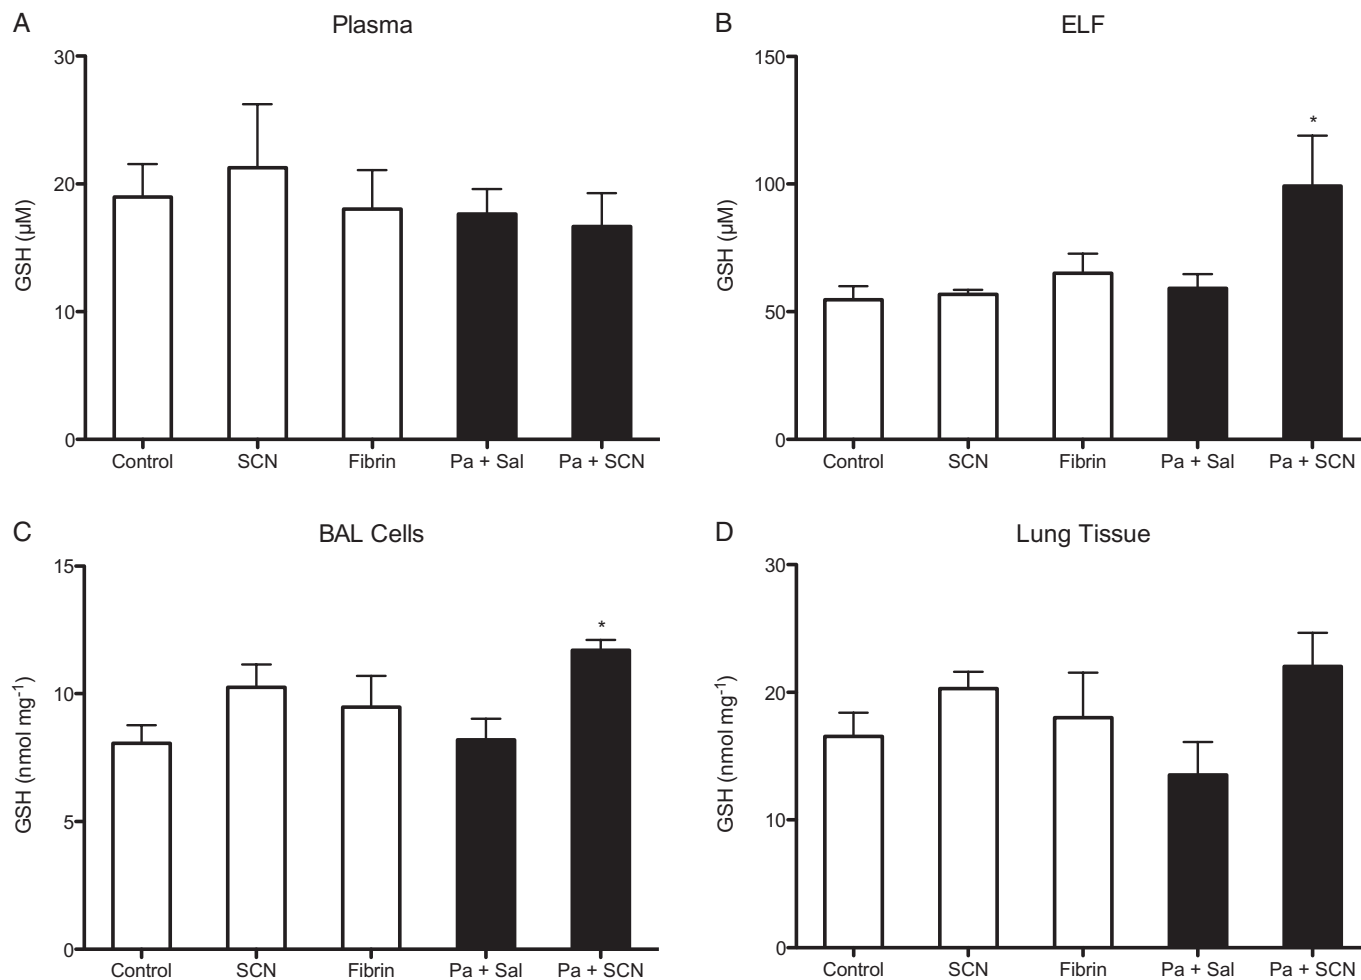 A
Plasma
GSH (µM)
30
20
10
0
Control SCN Fibrin Pa + Sal Pa + SCN
B
ELF
GSH (µM)
150
100
50
0
*
Control SCN Fibrin Pa + Sal Pa + SCN
C
BAL Cells
GSH (nmol mg⁻¹)
15
10
5
0
*
Control SCN Fibrin Pa + Sal Pa + SCN
D
Lung Tissue
GSH (nmol mg⁻¹)
30
20
10
0
Control SCN Fibrin Pa + Sal Pa + SCN